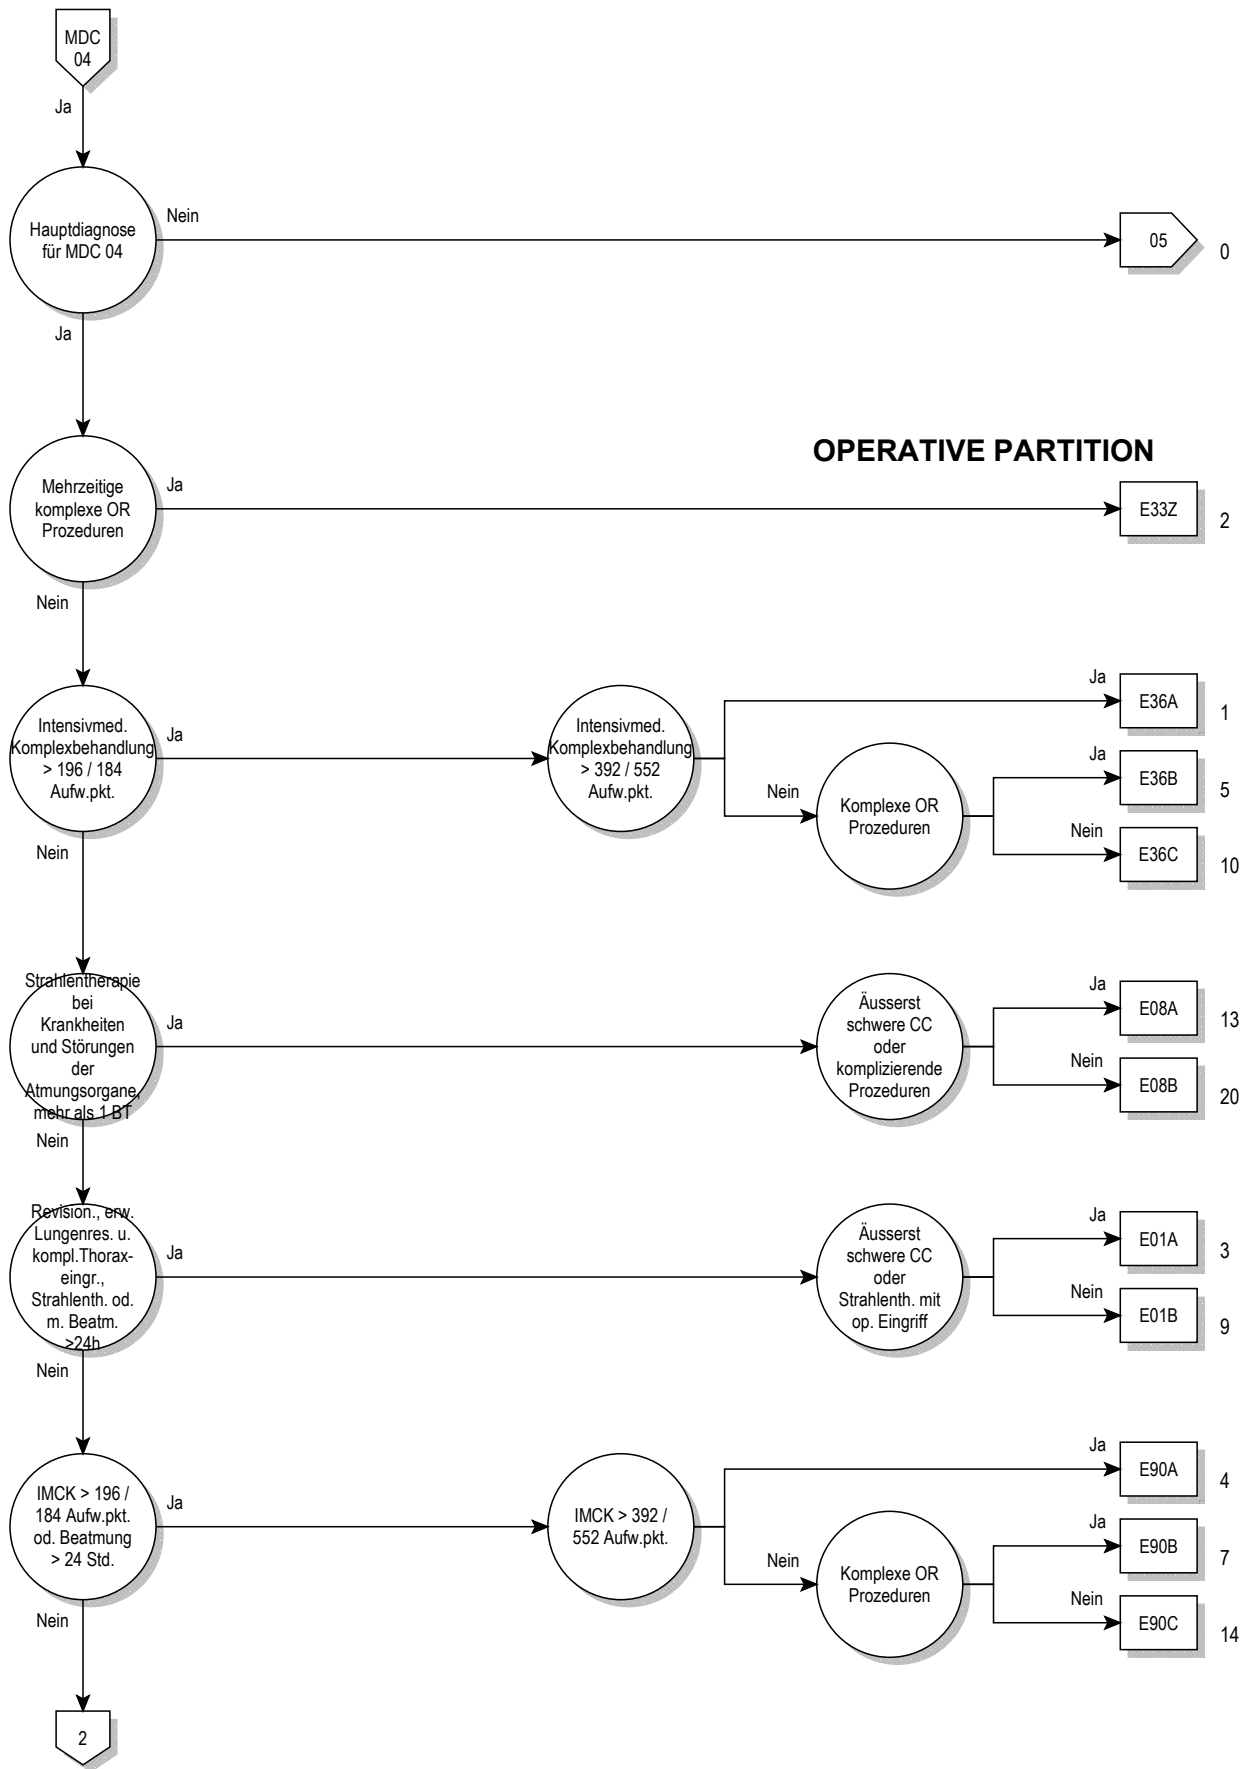 MDC
04
Ja
Hauptdiagnose
für MDC 04
Nein
05
0
Ja
OPERATIVE PARTITION
Mehrzeitige
komplexe OR
Prozeduren
Ja
E33Z
2
Nein
Intensivmed.
Komplexbehandlung
> 196 / 184
Aufw.pkt.
Ja
Intensivmed.
Komplexbehandlung
> 392 / 552
Aufw.pkt.
Ja
E36A
1
Nein
Komplexe OR
Prozeduren
Ja
E36B
5
Nein
E36C
10
Nein
Strahlentherapie
bei
Krankheiten
und Störungen
der
Atmungsorgane,
mehr als 1 BT
Ja
Äusserst
schwere CC
oder
komplizierende
Prozeduren
Ja
E08A
13
Nein
E08B
20
Nein
Revision., erw.
Lungenres. u.
kompl.Thorax-
eingr.,
Strahlenth. od.
m. Beatm.
>24h
Ja
Äusserst
schwere CC
oder
Strahlenth. mit
op. Eingriff
Ja
E01A
3
Nein
E01B
9
Nein
IMCK > 196 /
184 Aufw.pkt.
od. Beatmung
> 24 Std.
Ja
IMCK > 392 /
552 Aufw.pkt.
Ja
E90A
4
Nein
Komplexe OR
Prozeduren
Ja
E90B
7
Nein
E90C
14
Nein
2